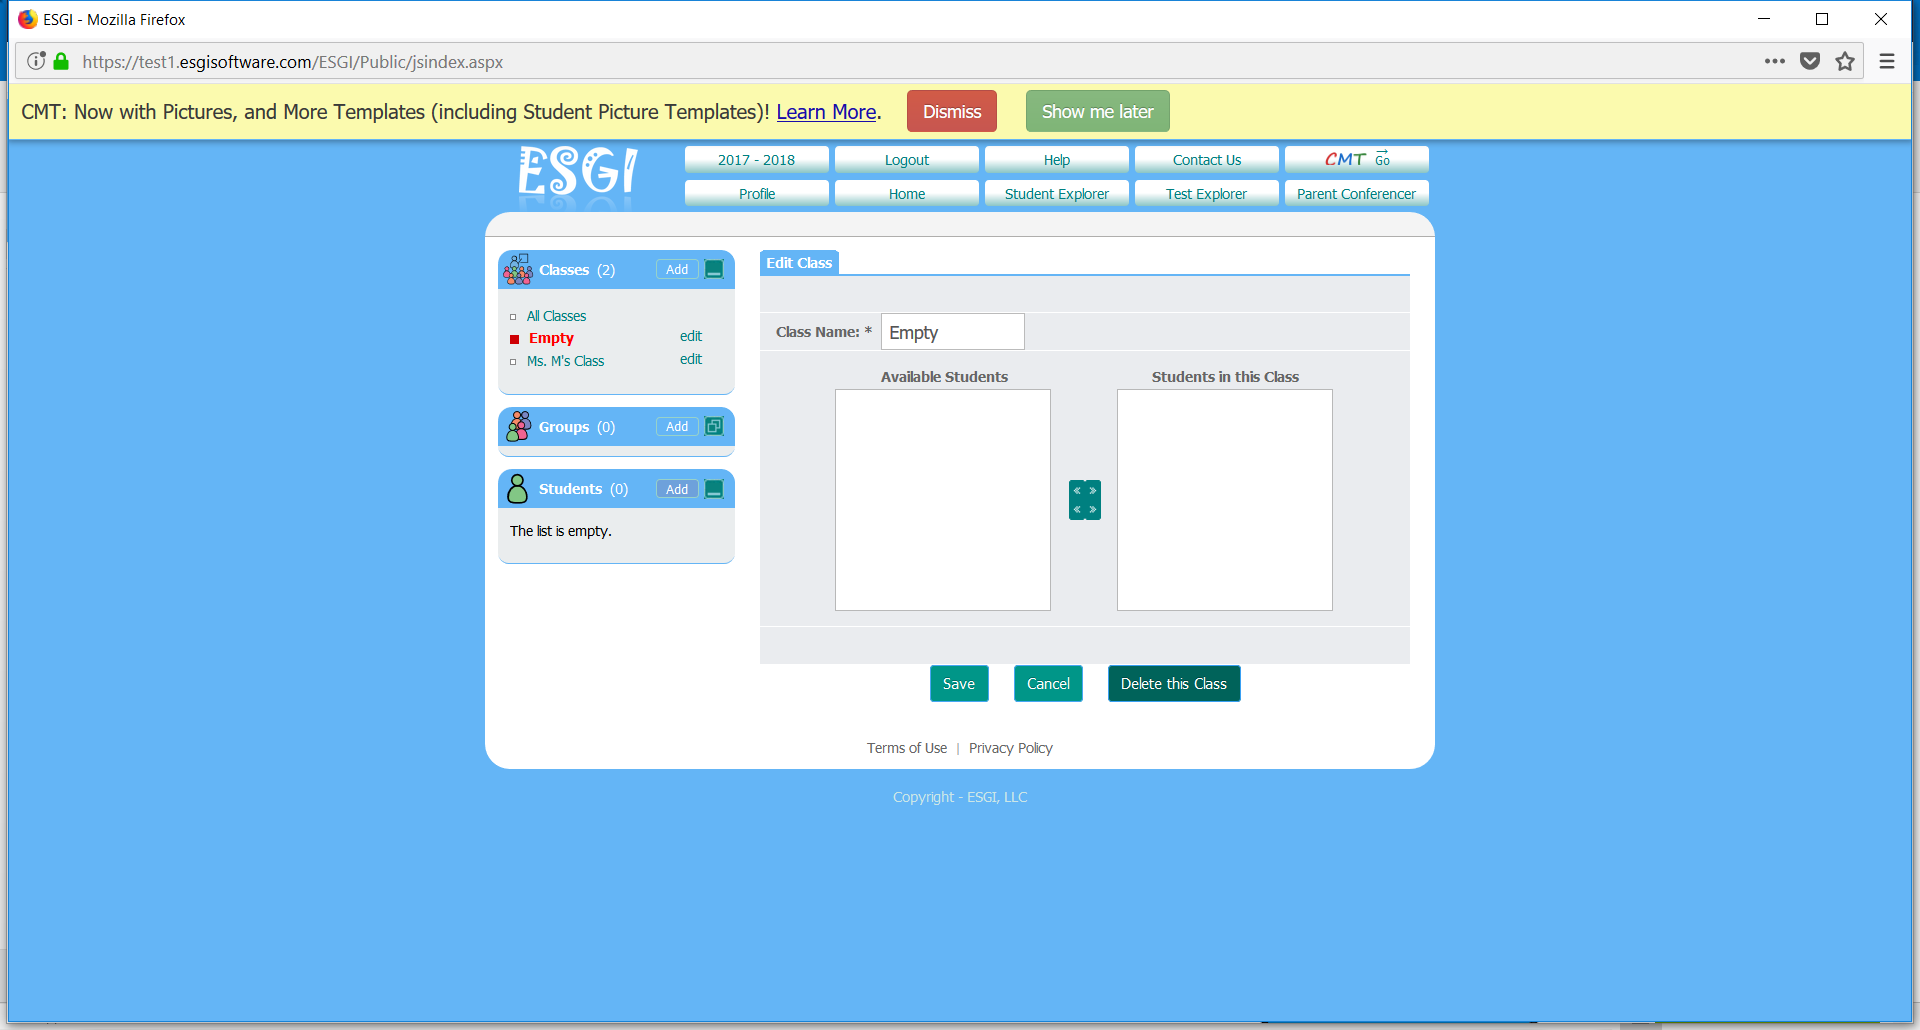 ESGI - Mozilla Firefox
https://test1.esgisoftware.com/ESGI/Public/jsindex.aspx
CMT: Now with Pictures, and More Templates (including Student Picture Templates)! Learn More. Dismiss Show me later
ESGI
2017 - 2018 Logout Help Contact Us CMT Go
Profile Home Student Explorer Test Explorer Parent Conferencer
Classes (2) Add
All Classes
Empty edit
Ms. M's Class edit
Groups (0) Add
Students (0) Add
The list is empty.
Edit Class
Class Name: * Empty
Available Students Students in this Class
Save Cancel Delete this Class
Terms of Use | Privacy Policy
Copyright - ESGI, LLC